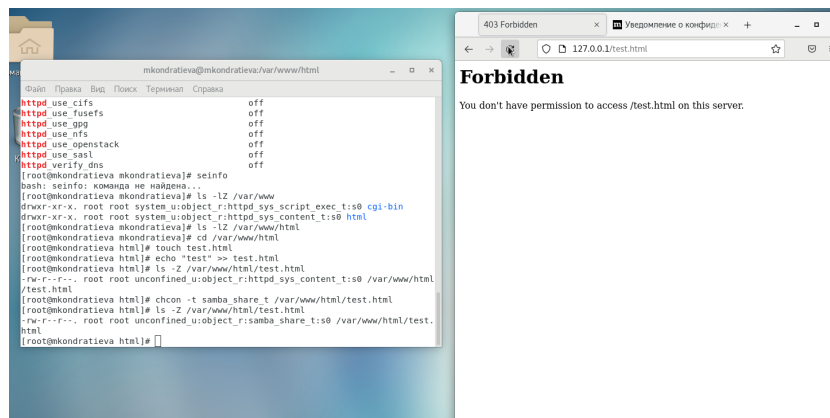 403 Forbidden
Уведомление о конфиде
127.0.0.1/test.html
Forbidden
You don't have permission to access /test.html on this server.
mkondratieva@mkondratieva:/var/www/html
Файл Правка Вид Поиск Терминал Справка
httpd_use_cifs off
httpd_use_fusefs off
httpd_use_gpg off
httpd_use_nfs off
httpd_use_openstack off
httpd_use_sasl off
httpd_verify_dns off
[root@mkondratieva mkondratieva]# seinfo
bash: seinfo: команда не найдена...
[root@mkondratieva mkondratieva]# ls -lZ /var/www
drwxr-xr-x. root root system_u:object_r:httpd_sys_script_exec_t:s0 cgi-bin
drwxr-xr-x. root root system_u:object_r:httpd_sys_content_t:s0 html
[root@mkondratieva mkondratieva]# ls -lZ /var/www/html
[root@mkondratieva mkondratieva]# cd /var/www/html
[root@mkondratieva html]# touch test.html
[root@mkondratieva html]# echo "test" >> test.html
[root@mkondratieva html]# ls -Z /var/www/html/test.html
-rw-r--r--. root root unconfined_u:object_r:httpd_sys_content_t:s0 /var/www/html
/test.html
[root@mkondratieva html]# chcon -t samba_share_t /var/www/html/test.html
[root@mkondratieva html]# ls -Z /var/www/html/test.html
-rw-r--r--. root root unconfined_u:object_r:samba_share_t:s0 /var/www/html/test.
html
[root@mkondratieva html]#